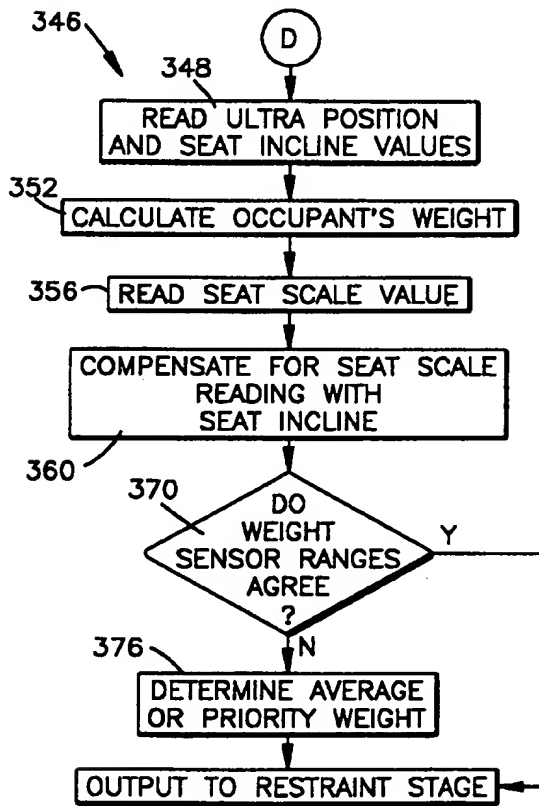 346
D
348
READ ULTRA POSITION
AND SEAT INCLINE VALUES
352
CALCULATE OCCUPANT'S WEIGHT
356
READ SEAT SCALE VALUE
COMPENSATE FOR SEAT SCALE
READING WITH
SEAT INCLINE
360
370
DO
WEIGHT
SENSOR RANGES
AGREE
?
Y
N
376
DETERMINE AVERAGE
OR PRIORITY WEIGHT
OUTPUT TO RESTRAINT STAGE